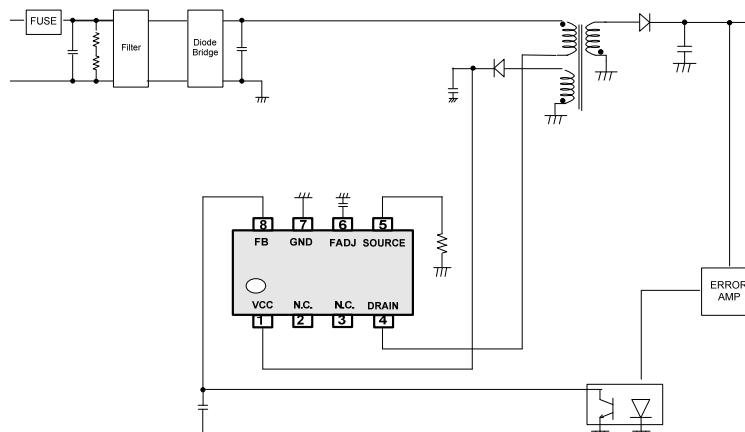 FUSE
Filter
Diode
Bridge
8 7 6 5
FB GND FADJ SOURCE
VCC N.C. N.C. DRAIN
1 2 3 4
ERROR
AMP